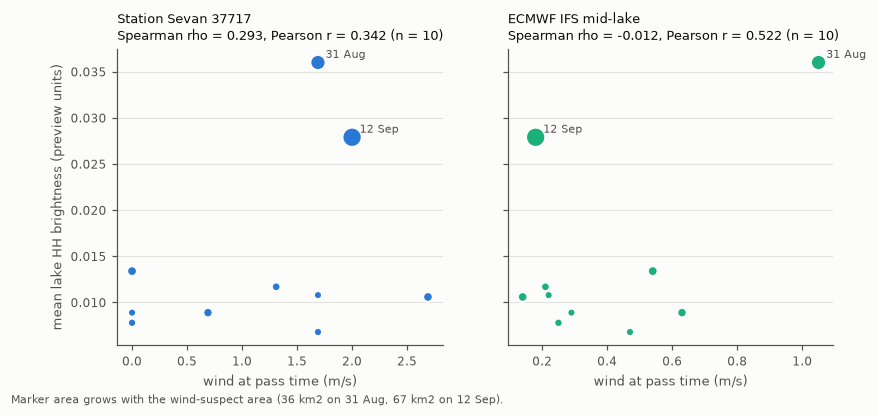 Station Sevan 37717
Spearman rho = 0.293, Pearson r = 0.342 (n = 10)
ECMWF IFS mid-lake
Spearman rho = -0.012, Pearson r = 0.522 (n = 10)
mean lake HH brightness (preview units)
0.035
0.030
0.025
0.020
0.015
0.010
31 Aug
12 Sep
0.0 0.5 1.0 1.5 2.0 2.5
wind at pass time (m/s)
31 Aug
12 Sep
0.2 0.4 0.6 0.8 1.0
wind at pass time (m/s)
Marker area grows with the wind-suspect area (36 km2 on 31 Aug, 67 km2 on 12 Sep).